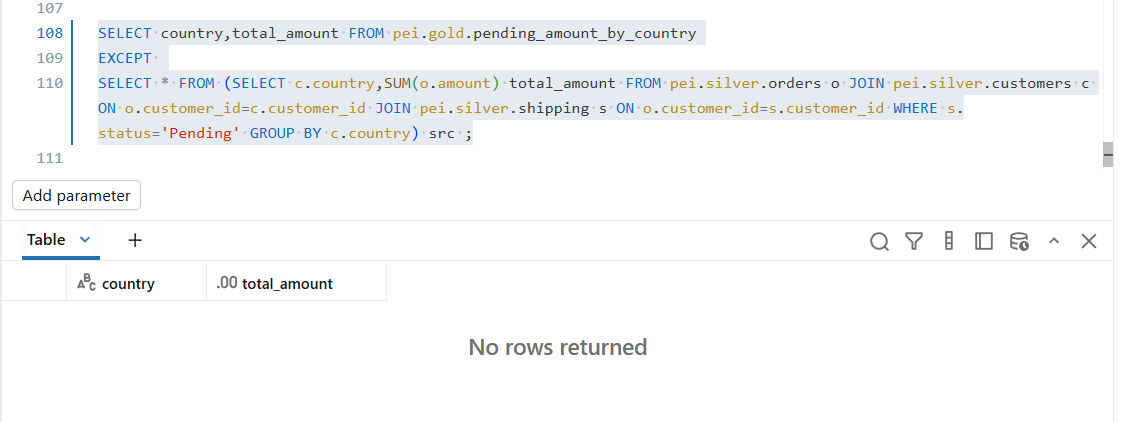 107
108 SELECT country,total_amount FROM pei.gold.pending_amount_by_country
109 EXCEPT
110 SELECT * FROM (SELECT c.country,SUM(o.amount) total_amount FROM pei.silver.orders o JOIN pei.silver.customers c
ON o.customer_id=c.customer_id JOIN pei.silver.shipping s ON o.customer_id=s.customer_id WHERE s.
status='Pending' GROUP BY c.country) src ;
111
Add parameter
Table
ABC country .00 total_amount
No rows returned